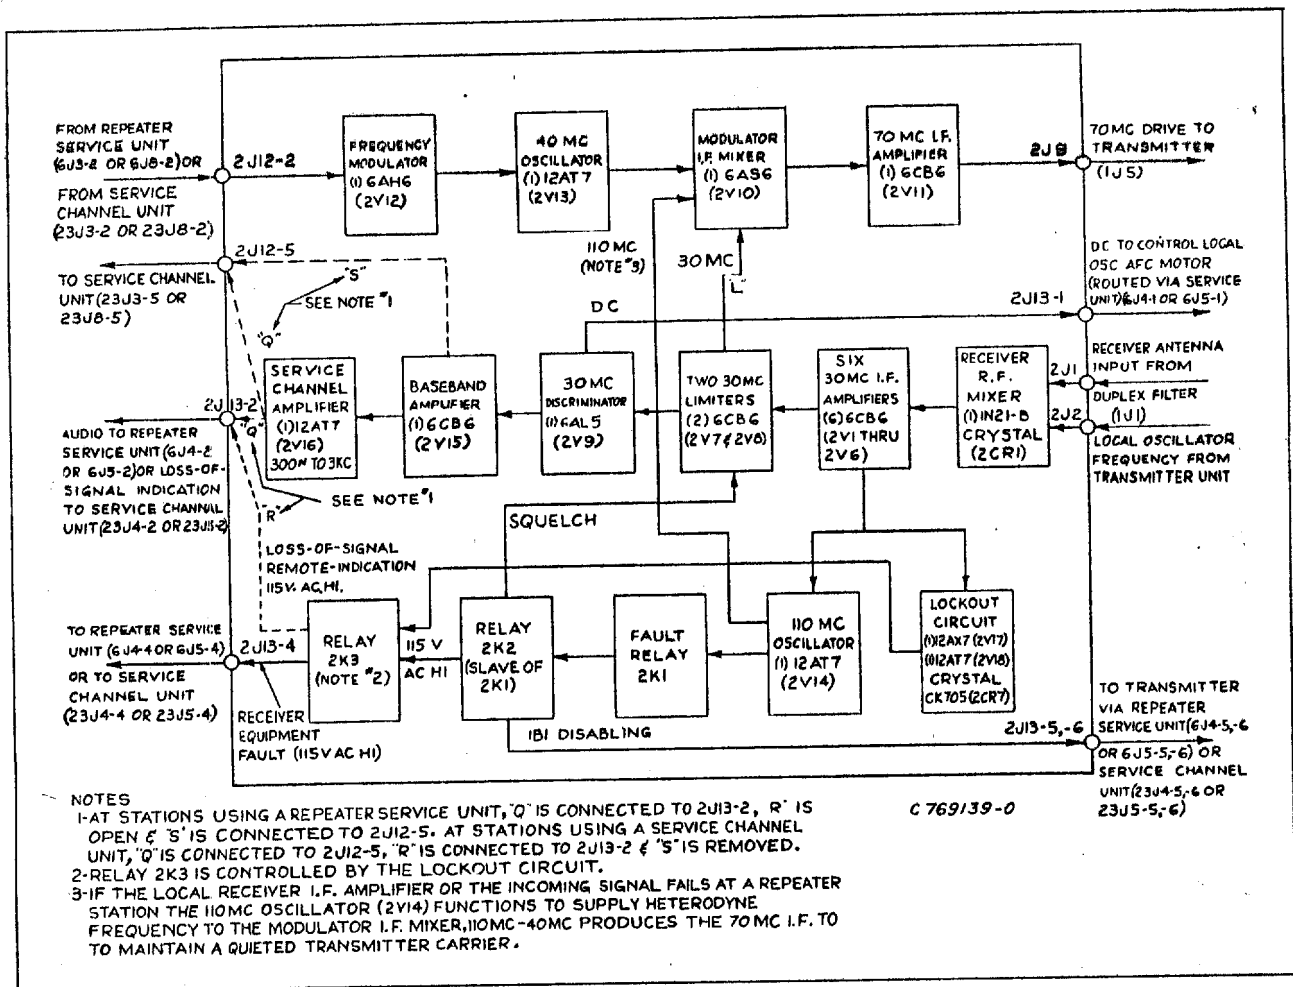 FROM REPEATER
SERVICE UNIT
(6J3-2 OR 6J8-2) OR
FROM SERVICE
CHANNEL UNIT
(23J3-2 OR 23J8-2)
2J12-2
FREQUENCY
MODULATOR
(1) 6AH6
(2V12)
40 MC
OSCILLATOR
(1) 12AT7
(2V13)
MODULATOR
I.F. MIXER
(1) 6AS6
(2V10)
70 MC I.F.
AMPLIFIER
(1) 6CB6
(2V11)
2J9
70 MC DRIVE TO
TRANSMITTER
(1J5)
2J12-5
TO SERVICE CHANNEL
UNIT (23J3-5 OR
23J8-5)
"S"
SEE NOTE #1
"Q"
110 MC
(NOTE #3)
30 MC
"L"
DC
2J13-1
DC TO CONTROL LOCAL
OSC AFC MOTOR
(ROUTED VIA SERVICE
UNIT)(6J4-1 OR 6J5-1)
2J13-2
"Q"
AUDIO TO REPEATER
SERVICE UNIT (6J4-2
OR 6J5-2) OR LOSS-OF-
SIGNAL INDICATION
TO SERVICE CHANNEL
UNIT (23J4-2 OR 23J5-2)
SERVICE
CHANNEL
AMPLIFIER
(1) 12AT7
(2V16)
300~ TO 3KC
BASEBAND
AMPLIFIER
(1) 6CB6
(2V15)
30 MC
DISCRIMINATOR
(1) 6AL5
(2V9)
TWO 30MC
LIMITERS
(2) 6CB6
(2V7 & 2V8)
SIX
30 MC I.F.
AMPLIFIERS
(6) 6CB6
(2V1 THRU
2V6)
RECEIVER
R.F.
MIXER
(1) IN21-B
CRYSTAL
(2CR1)
2J1
2J2
RECEIVER ANTENNA
INPUT FROM
DUPLEX FILTER
(1J1)
LOCAL OSCILLATOR
FREQUENCY FROM
TRANSMITTER UNIT
SEE NOTE #1
"R"
SQUELCH
LOSS-OF-SIGNAL
REMOTE-INDICATION
115V. AC, HI.
TO REPEATER SERVICE
UNIT (6J4-4 OR 6J5-4)
OR TO SERVICE
CHANNEL UNIT
(23J4-4 OR 23J5-4)
2J13-4
RECEIVER
EQUIPMENT
FAULT (115V AC HI)
RELAY
2K3
(NOTE #2)
115 V
AC HI
RELAY
2K2
(SLAVE OF
2K1)
FAULT
RELAY
2K1
110 MC
OSCILLATOR
(1) 12AT7
(2V14)
LOCKOUT
CIRCUIT
(1)12AX7 (2V17)
(1)12AT7 (2V18)
CRYSTAL
CK705 (2CR7)
IBI DISABLING
2J13-5,-6
TO TRANSMITTER
VIA REPEATER
SERVICE UNIT (6J4-5,-6
OR 6J5-5,-6) OR
SERVICE CHANNEL
UNIT (23J4-5,-6 OR
23J5-5,-6)
NOTES
1-AT STATIONS USING A REPEATER SERVICE UNIT, "Q" IS CONNECTED TO 2J13-2, R" IS
OPEN & "S" IS CONNECTED TO 2J12-5. AT STATIONS USING A SERVICE CHANNEL
UNIT, "Q" IS CONNECTED TO 2J12-5, "R" IS CONNECTED TO 2J13-2 & "S" IS REMOVED.
2-RELAY 2K3 IS CONTROLLED BY THE LOCKOUT CIRCUIT.
3-IF THE LOCAL RECEIVER I.F. AMPLIFIER OR THE INCOMING SIGNAL FAILS AT A REPEATER
STATION THE 110MC OSCILLATOR (2V14) FUNCTIONS TO SUPPLY HETERODYNE
FREQUENCY TO THE MODULATOR I.F. MIXER, 110MC-40MC PRODUCES THE 70 MC I.F. TO
TO MAINTAIN A QUIETED TRANSMITTER CARRIER.
C 769139-0